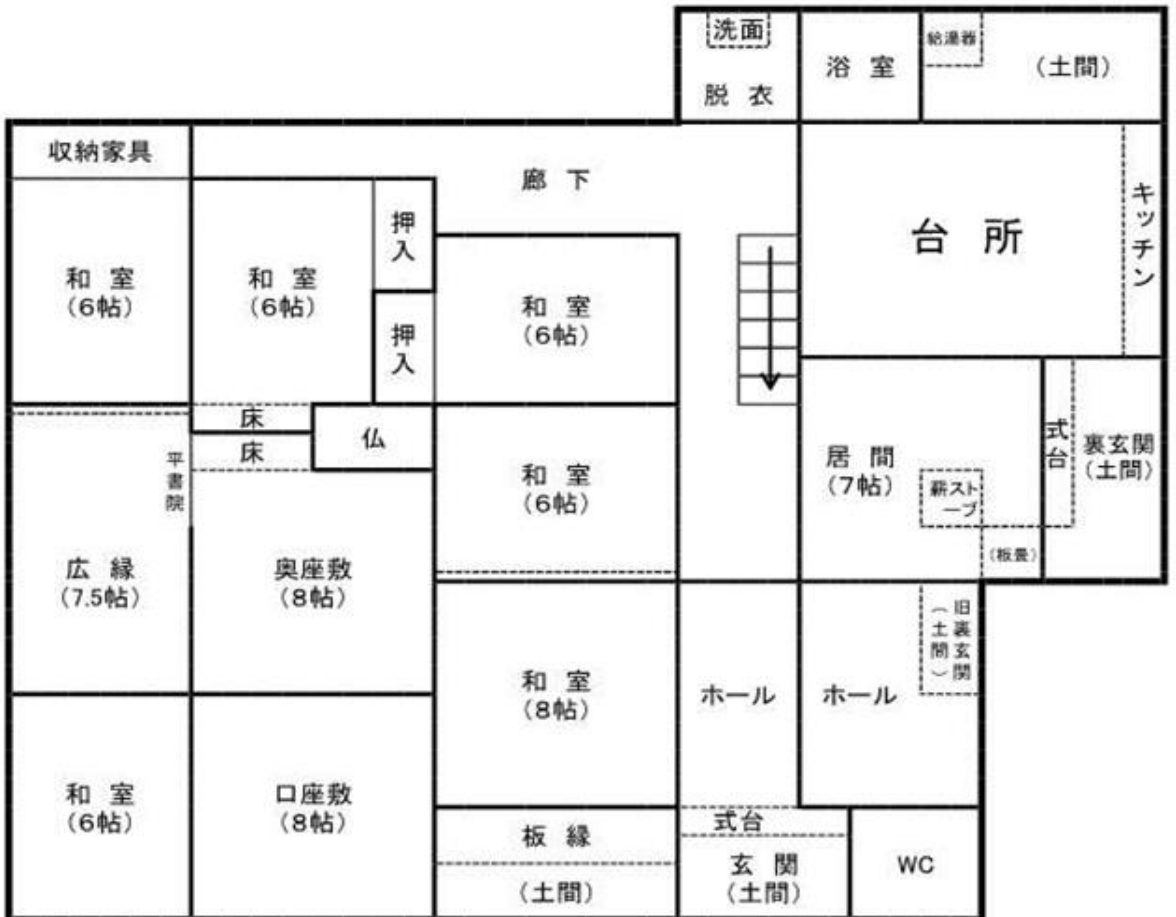 洗面
脱 衣
浴 室
給湯器
(土間)
収納家具
廊 下
押
入
和 室
(6帖)
和 室
(6帖)
押
入
和 室
(6帖)
台 所
キッチン
床
床
仏
平書院
和 室
(6帖)
居 間
(7帖)
薪スト
ーブ
(板畳)
式台
裏玄関
(土間)
広 縁
(7.5帖)
奥座敷
(8帖)
和 室
(8帖)
ホール
ホール
旧裏玄関
(土間)
和 室
(6帖)
口座敷
(8帖)
板 縁
(土間)
式台
玄 関
(土間)
WC